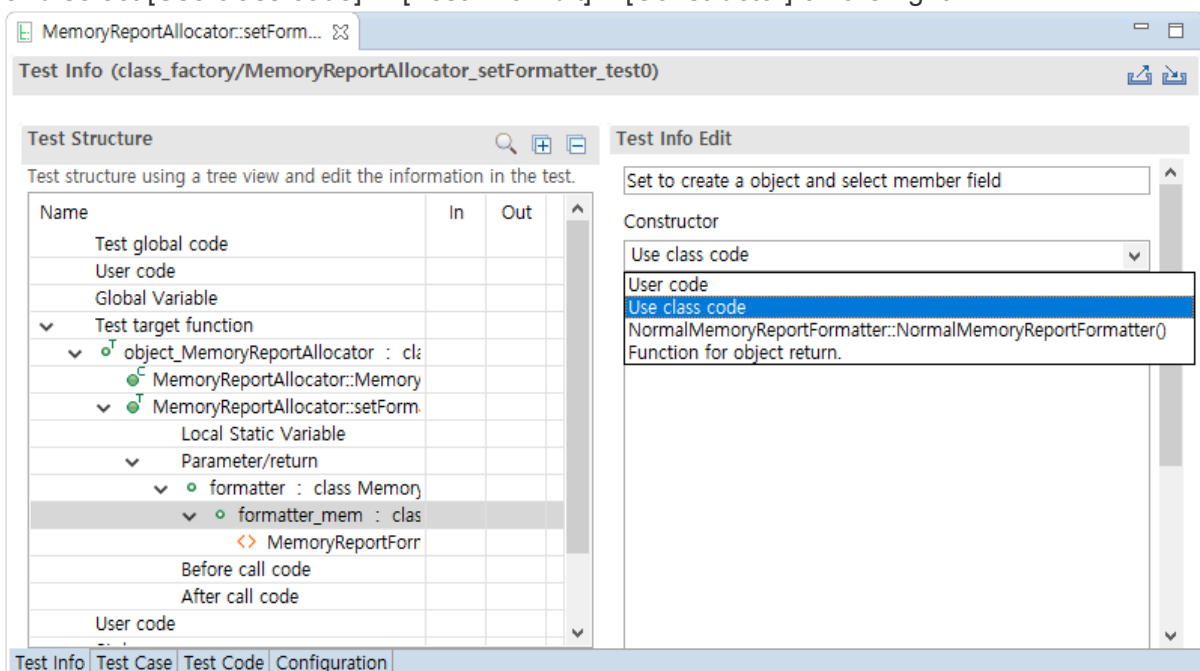 MemoryReportAllocator::setForm...
Test Info (class_factory/MemoryReportAllocator_setFormatter_test0)
Test Structure
Test structure using a tree view and edit the information in the test.
Name In Out
Test global code
User code
Global Variable
Test target function
object_MemoryReportAllocator : cla
MemoryReportAllocator::Memory
MemoryReportAllocator::setForm
Local Static Variable
Parameter/return
formatter : class Memory
formatter_mem : clas
MemoryReportForr
Before call code
After call code
User code
Test Info Edit
Set to create a object and select member field
Constructor
Use class code
User code
Use class code
NormalMemoryReportFormatter::NormalMemoryReportFormatter()
Function for object return.
Test Info Test Case Test Code Configuration